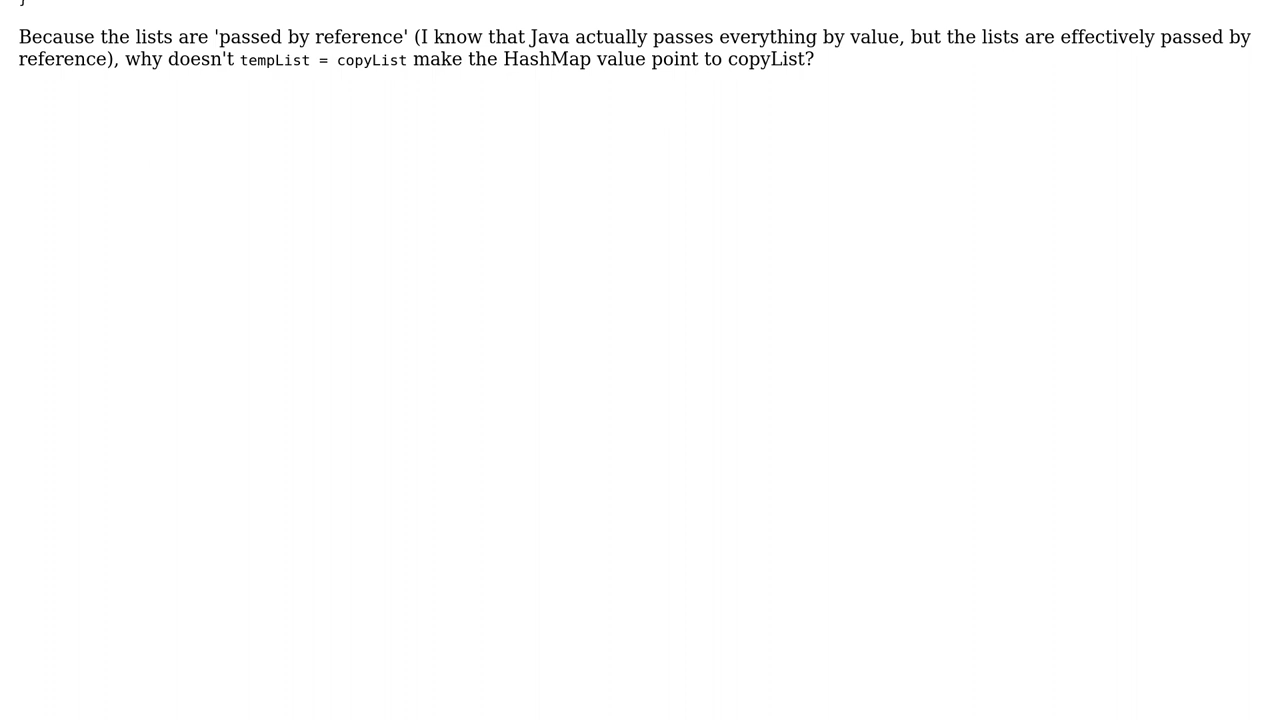 }
Because the lists are 'passed by reference' (I know that Java actually passes everything by value, but the lists are effectively passed by
reference), why doesn't tempList = copyList make the HashMap value point to copyList?